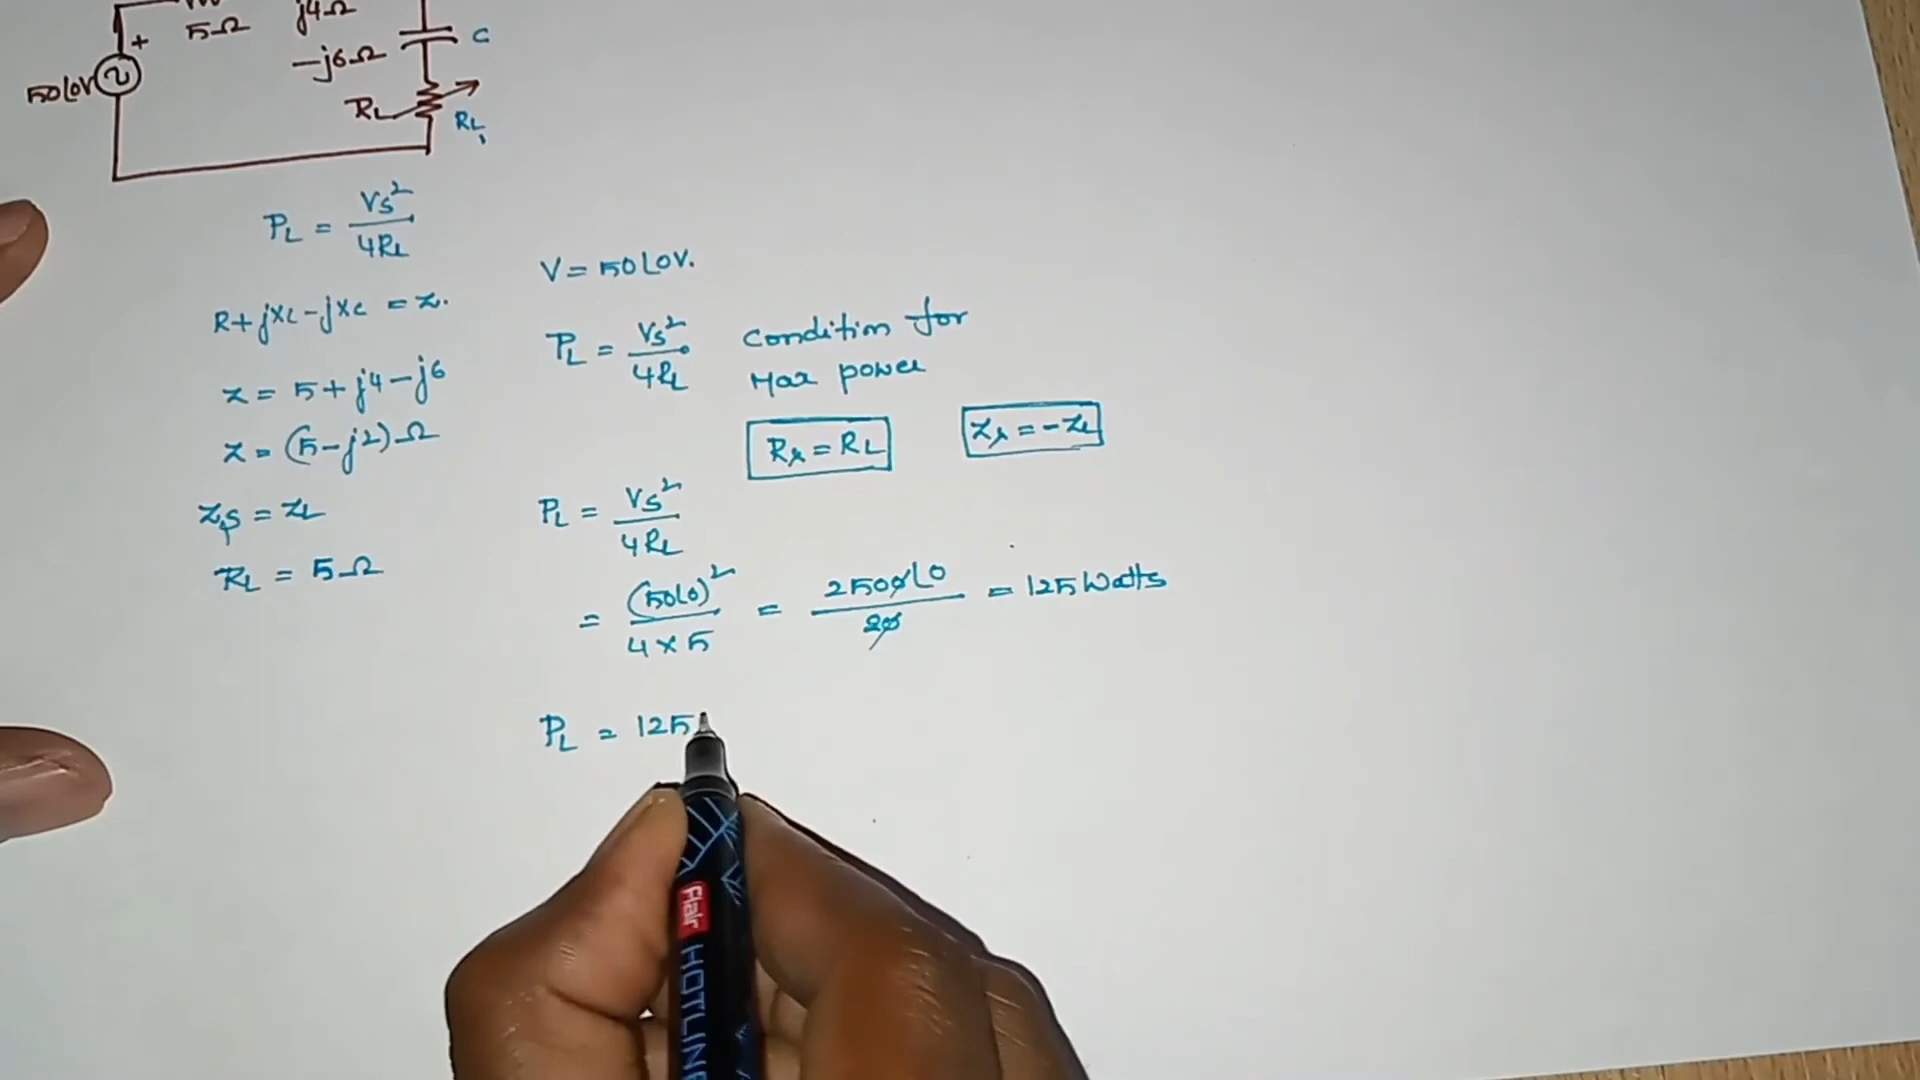 5Ω
j4Ω
+
-j6Ω
C
50∠0V
RL
RL,
PL = Vs²/4RL
R+jXL-jXC = Z.
Z = 5+j4-j6
Z = (5-j2)Ω
ZS = ZL
RL = 5Ω
V = 50∠0V.
PL = Vs²/4RL
Condition for
Max power
Rs = RL
Zs = -ZL
PL = Vs²/4RL
= (50∠0)²/4×5 = 2500∠0/20 = 125 Watts
PL = 125
Flair
HOTLINE